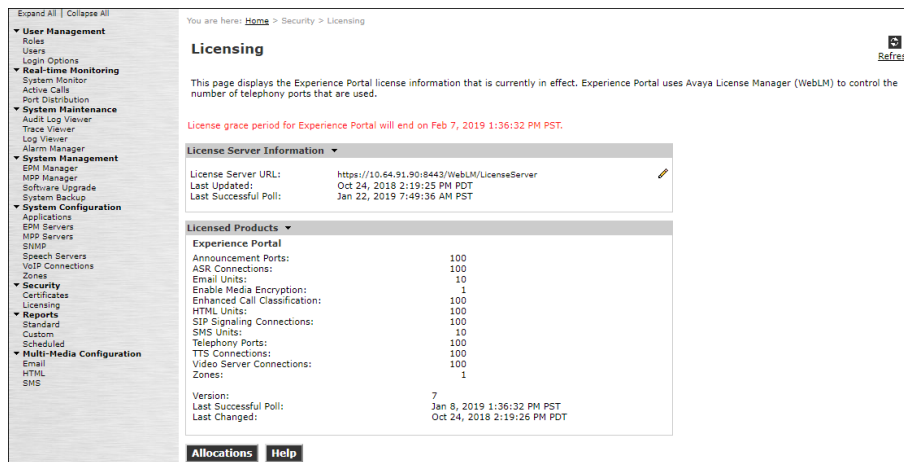 Expand All | Collapse All
▼ User Management
Roles
Users
Login Options
▼ Real-time Monitoring
System Monitor
Active Calls
Port Distribution
▼ System Maintenance
Audit Log Viewer
Trace Viewer
Log Viewer
Alarm Manager
▼ System Management
EPM Manager
MPP Manager
Software Upgrade
System Backup
▼ System Configuration
Applications
EPM Servers
MPP Servers
SNMP
Speech Servers
VoIP Connections
Zones
▼ Security
Certificates
Licensing
▼ Reports
Standard
Custom
Scheduled
▼ Multi-Media Configuration
Email
HTML
SMS
You are here: Home > Security > Licensing
Licensing
Refres
This page displays the Experience Portal license information that is currently in effect. Experience Portal uses Avaya License Manager (WebLM) to control the
number of telephony ports that are used.
License grace period for Experience Portal will end on Feb 7, 2019 1:36:32 PM PST.
License Server Information ▼
License Server URL: https://10.64.91.90:8443/WebLM/LicenseServer
Last Updated: Oct 24, 2018 2:19:25 PM PDT
Last Successful Poll: Jan 22, 2019 7:49:36 AM PST
Licensed Products ▼
Experience Portal
Announcement Ports: 100
ASR Connections: 100
Email Units: 10
Enable Media Encryption: 1
Enhanced Call Classification: 100
HTML Units: 100
SIP Signaling Connections: 100
SMS Units: 10
Telephony Ports: 100
TTS Connections: 100
Video Server Connections: 100
Zones: 1
Version: 7
Last Successful Poll: Jan 8, 2019 1:36:32 PM PST
Last Changed: Oct 24, 2018 2:19:26 PM PDT
Allocations Help